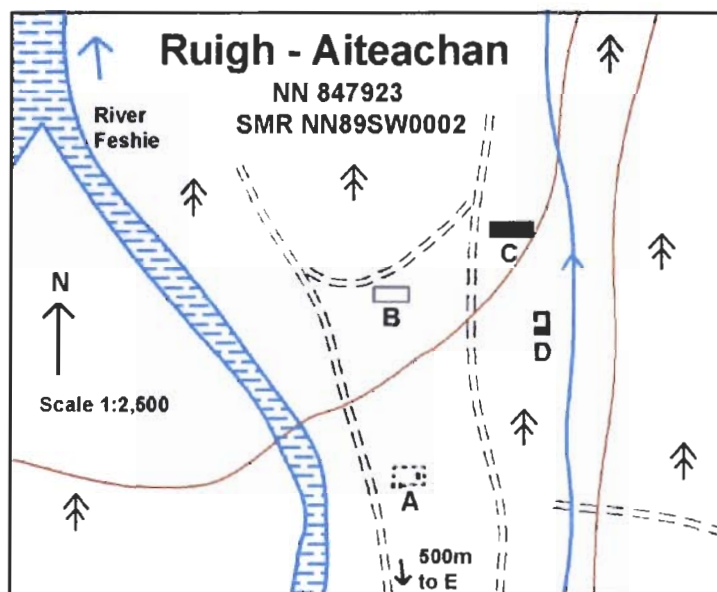 Ruigh - Aiteachan
NN 847923
SMR NN89SW0002
River
Feshie
C
N
B
D
Scale 1:2,500
A
500m
to E